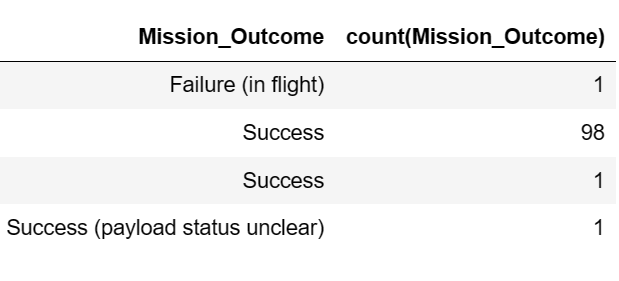 Mission_Outcome count(Mission_Outcome)
Failure (in flight) 1
Success 98
Success 1
Success (payload status unclear) 1